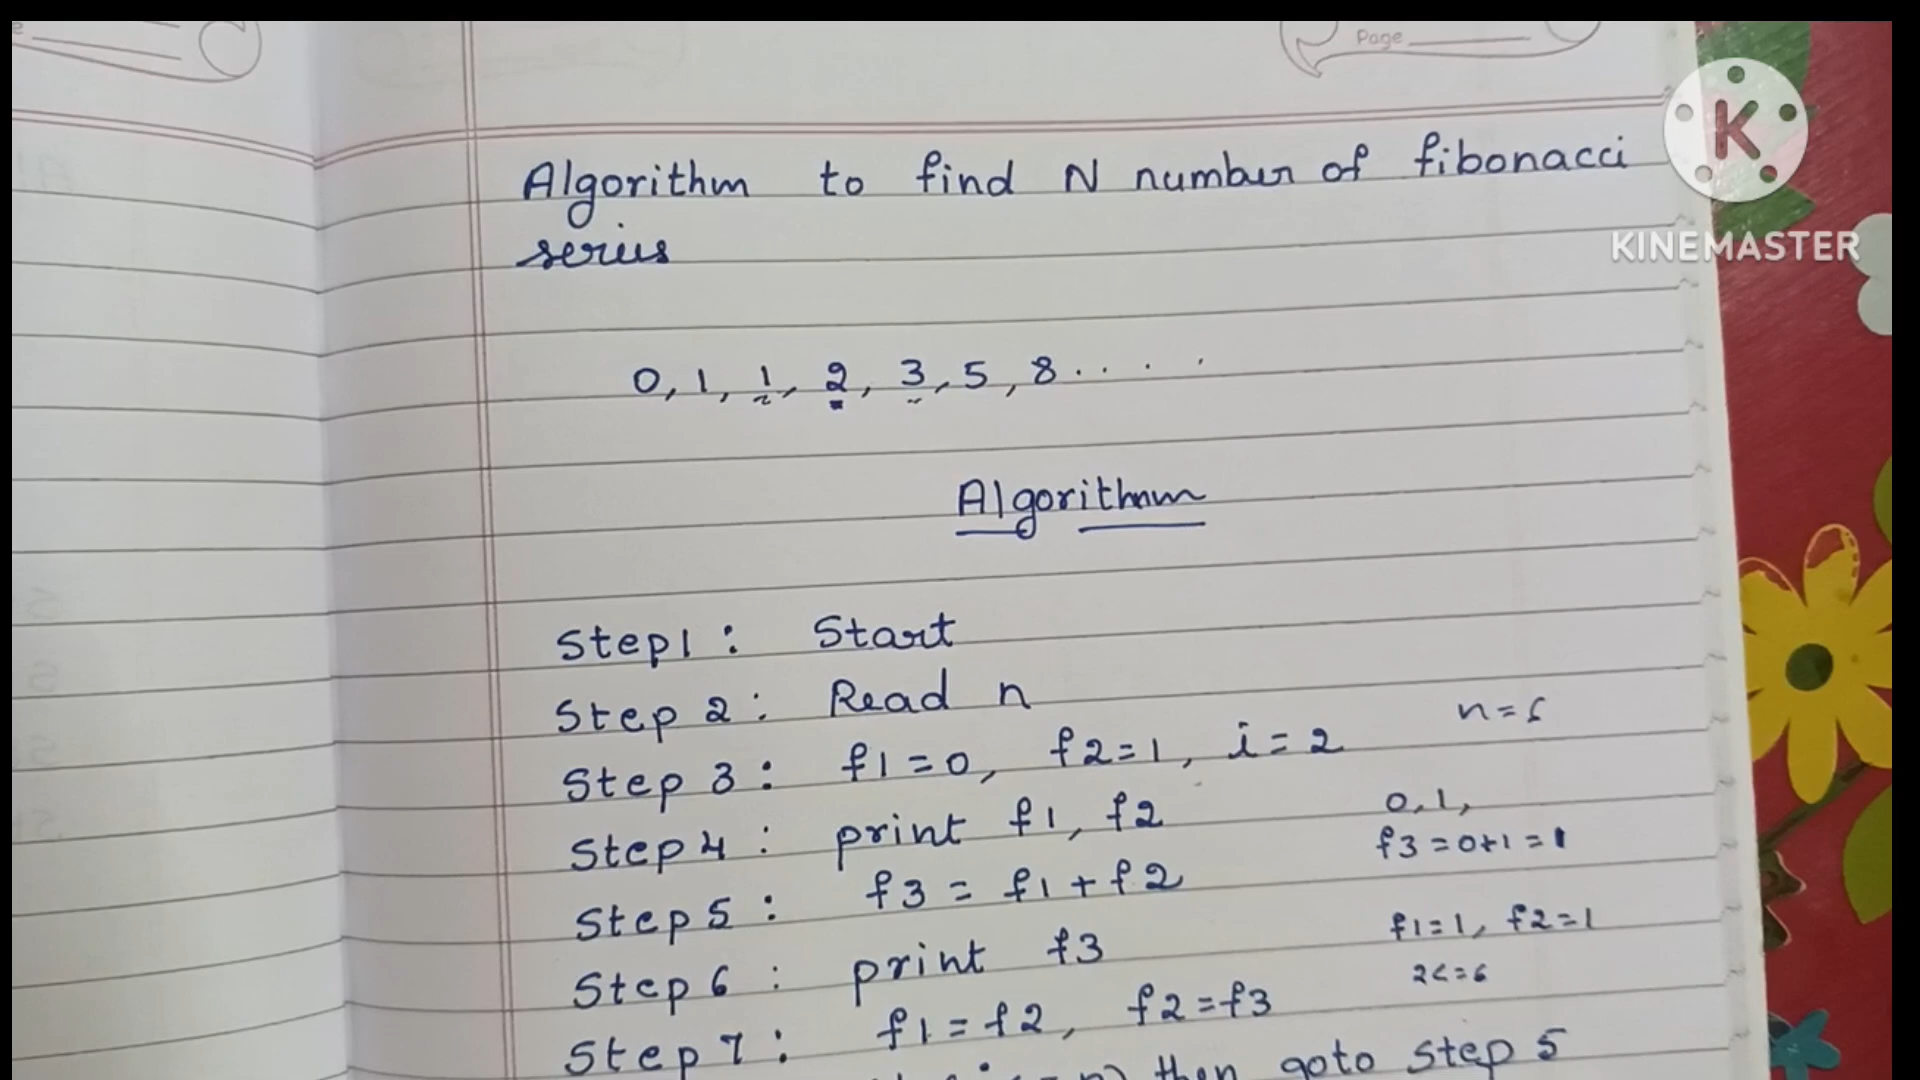 Page
Algorithm to find N number of fibonacci
series
KINEMASTER
0, 1, 1, 2, 3, 5, 8 . . . .
Algorithm
Step1 : Start
Step 2 : Read n
n = 6
Step 3 : f1 = 0, f2 = 1, i = 2
Step 4 : print f1, f2
0, 1,
f3 = 0+1 = 1
Step 5 : f3 = f1 + f2
Step 6 : print f3
f1 = 1, f2 = 1
2 <= 6
Step 7 : f1 = f2, f2 = f3
n) then goto step 5